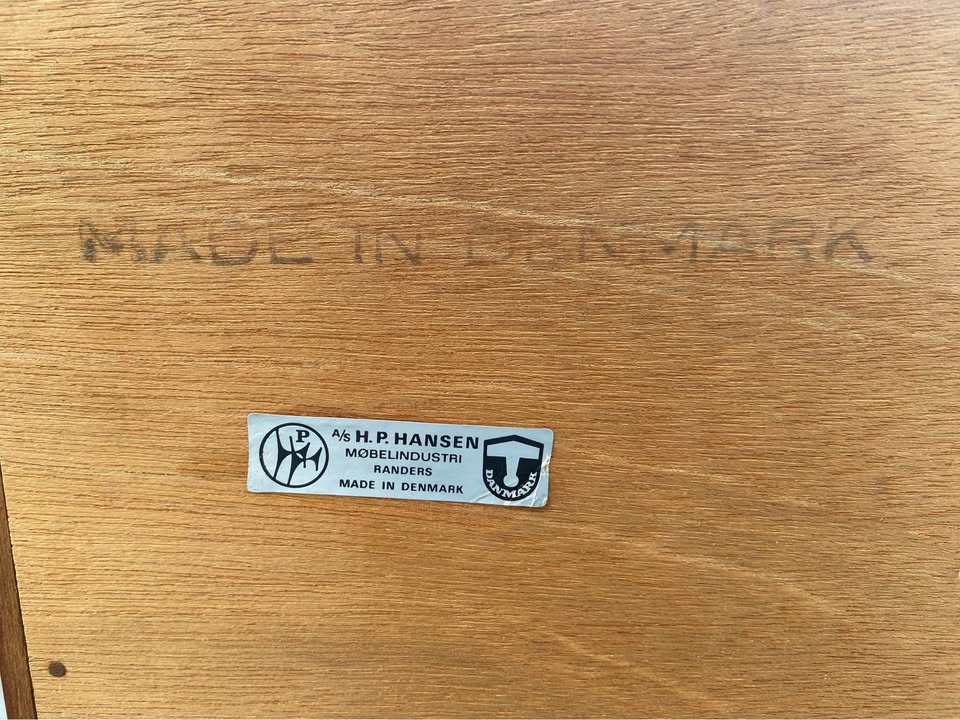 MADE IN DENMARK
P
A/S H.P. HANSEN
MØBELINDUSTRI
RANDERS
MADE IN DENMARK
DANMARK